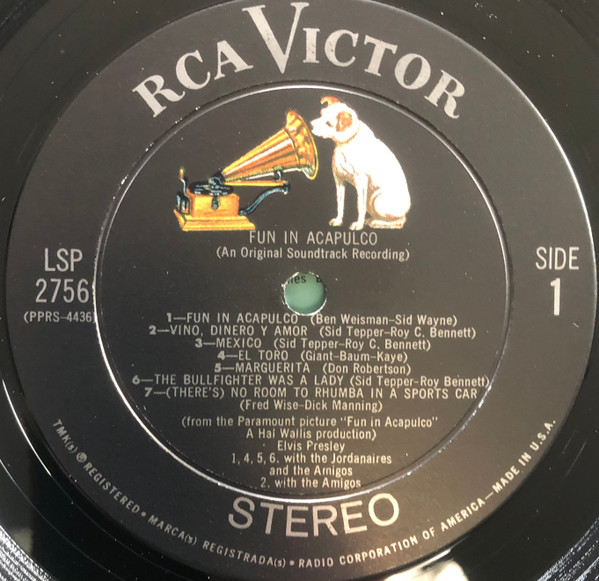 RCA VICTOR
FUN IN ACAPULCO
(An Original Soundtrack Recording)
LSP
2756
(PPRS-4436)
SIDE
1
1—FUN IN ACAPULCO (Ben Weisman-Sid Wayne)
2—VINO, DINERO Y AMOR (Sid Tepper-Roy C. Bennett)
3—MEXICO (Sid Tepper-Roy C. Bennett)
4—EL TORO (Giant-Baum-Kaye)
5—MARGUERITA (Don Robertson)
6—THE BULLFIGHTER WAS A LADY (Sid Tepper-Roy Bennett)
7—(THERE'S) NO ROOM TO RHUMBA IN A SPORTS CAR
(Fred Wise-Dick Manning)
(from the Paramount picture "Fun in Acapulco"
A Hal Wallis production)
Elvis Presley
1, 4, 5, 6. with the Jordanaires
and the Amigos
2. with the Amigos
STEREO
TMK(s) ® REGISTERED • MARCA(s) REGISTRADA(s) • RADIO CORPORATION OF AMERICA—MADE IN U.S.A.